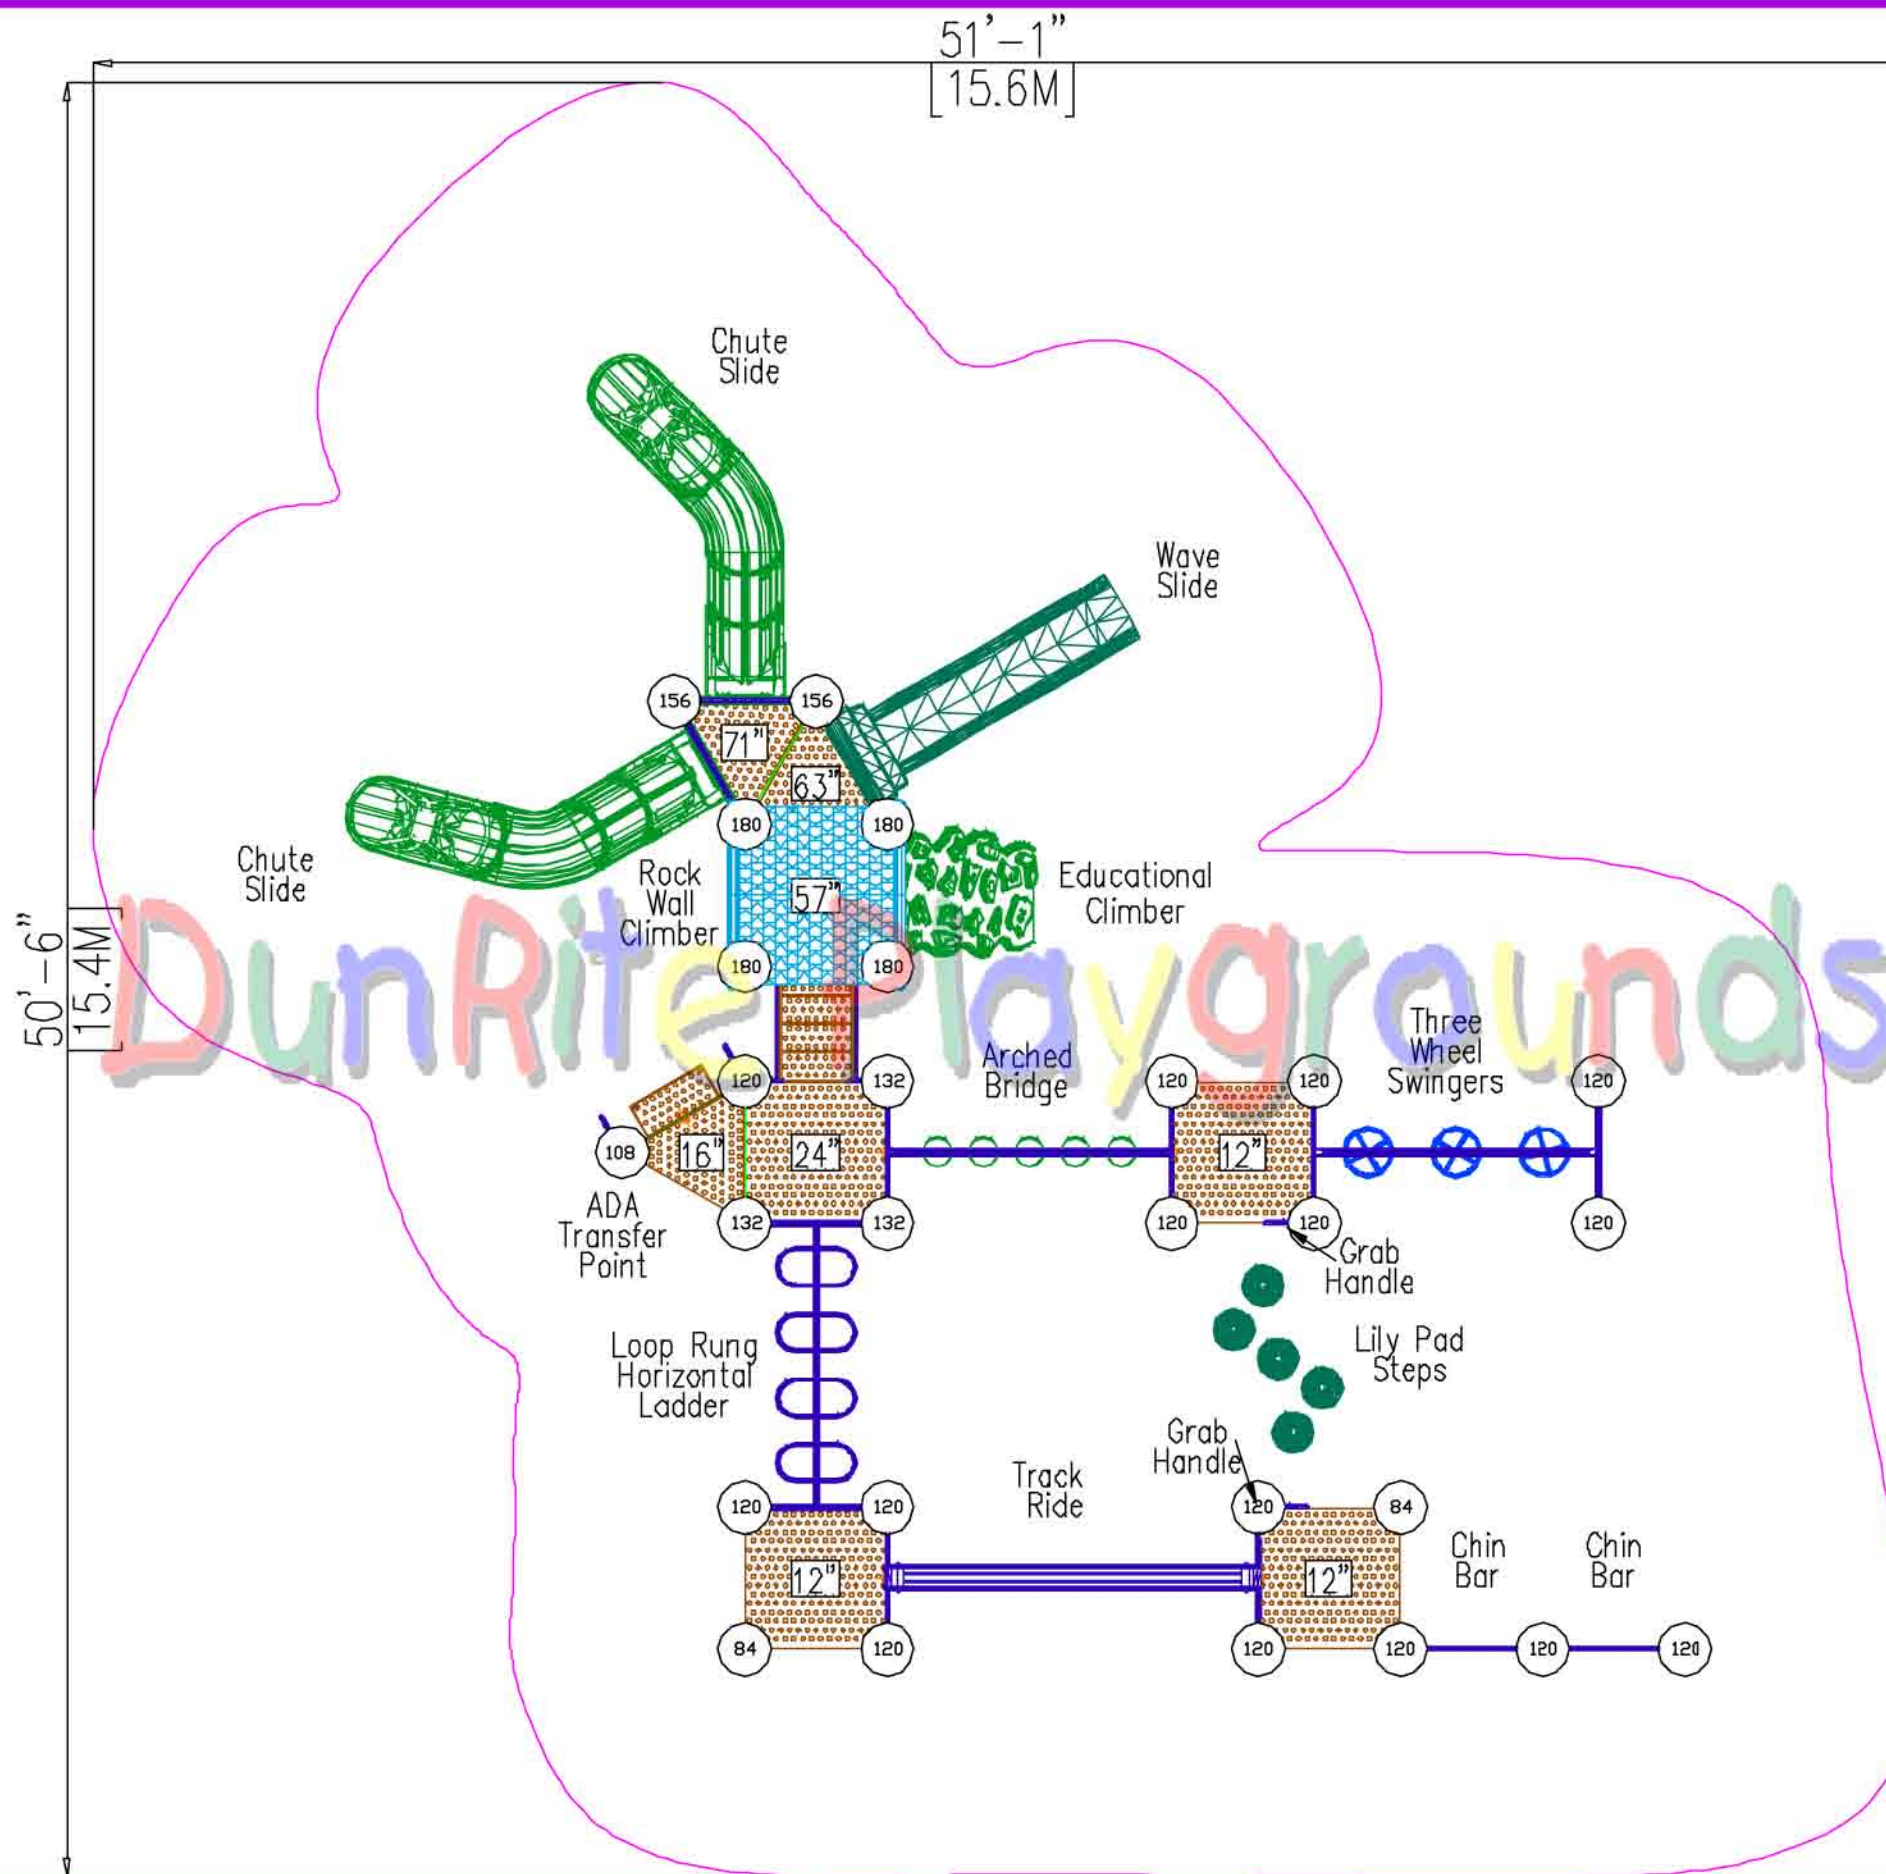 51'-1"
[15.6M]
Chute
Slide
Wave
Slide
156
156
71"
63"
180
180
Chute
Slide
Rock
Wall
Climber
57"
Educational
Climber
50'-6"
15.4M
DunRite Playgrounds
180
180
Three
Wheel
Swingers
Arched
Bridge
120
132
120
120
120
108
16"
24"
12"
ADA
Transfer
Point
132
132
120
120
120
Grab
Handle
Loop Rung
Horizontal
Ladder
Lily Pad
Steps
Grab
Handle
Track
Ride
120
120
120
84
Chin
Bar
Chin
Bar
12"
12"
84
120
120
120
120
120